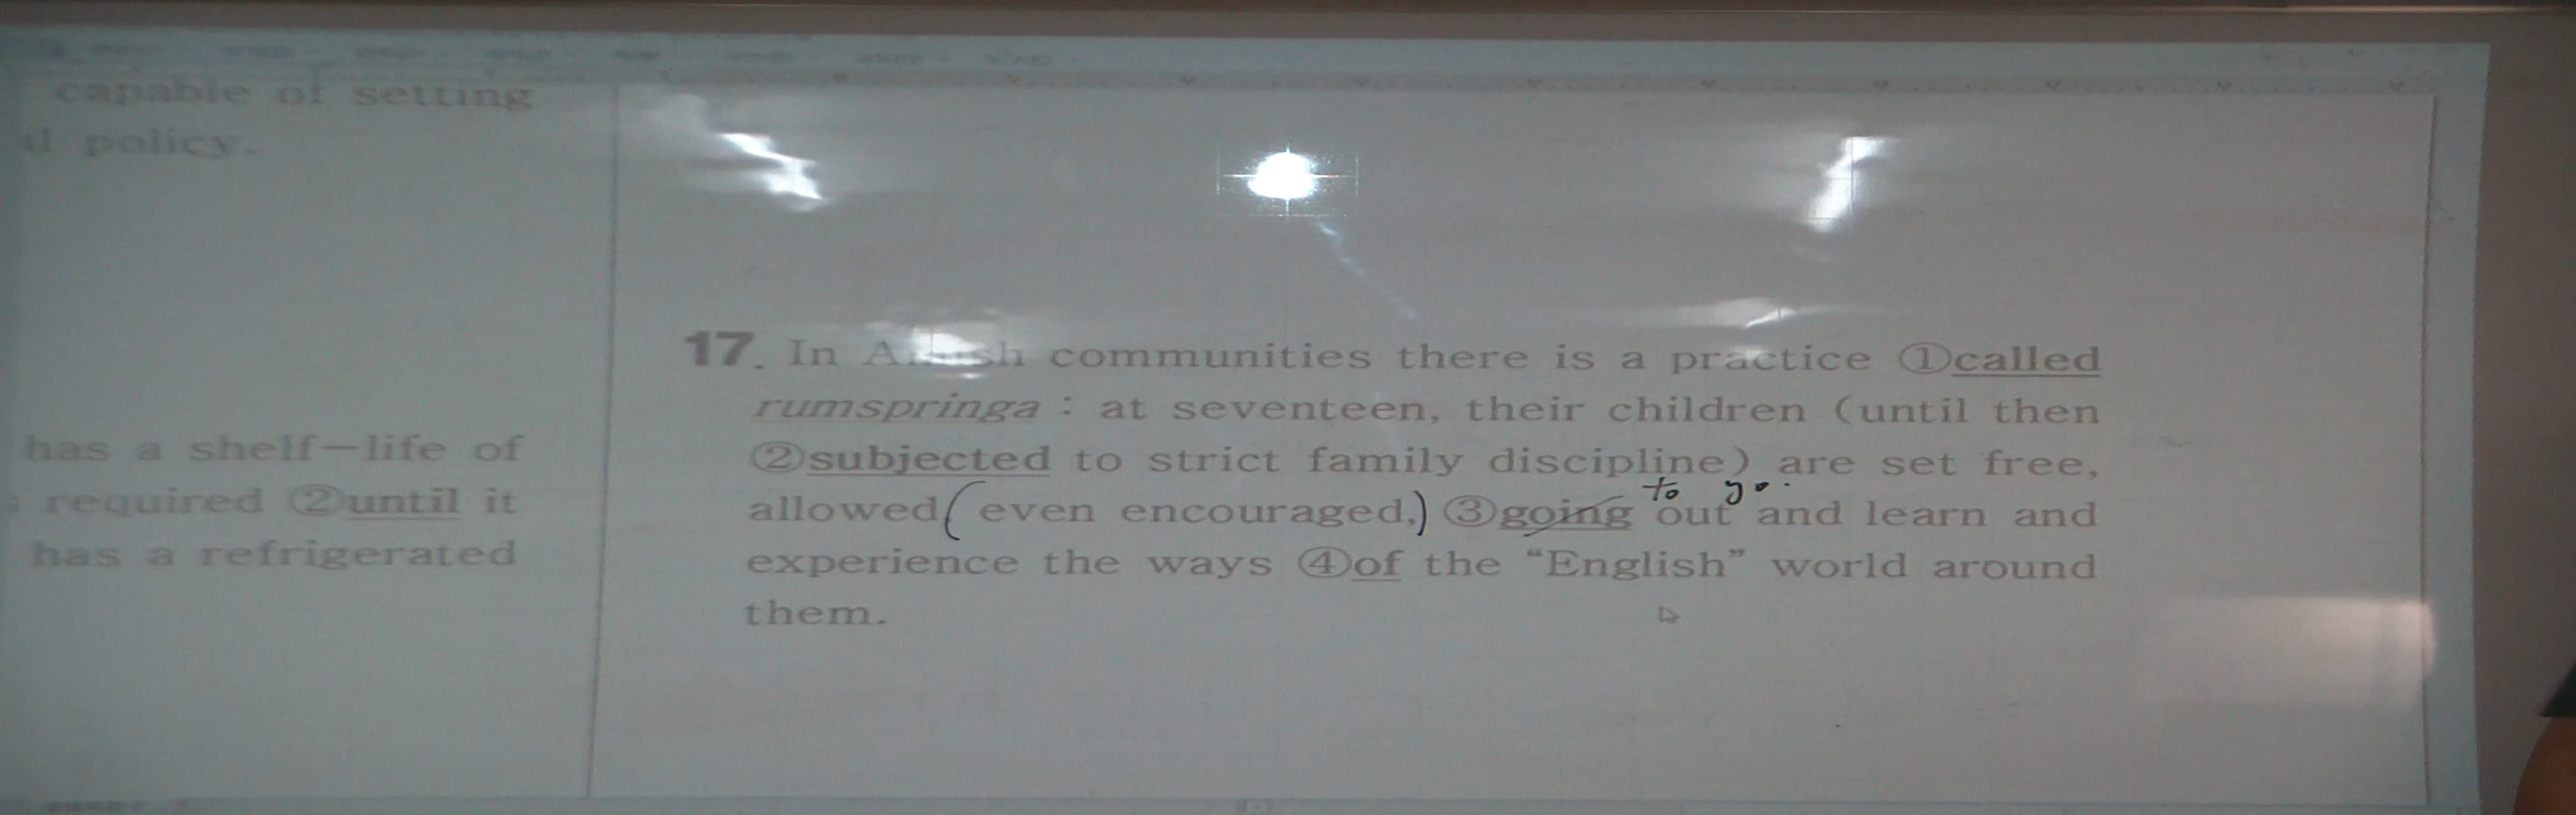 capable of setting
al policy.
has a shelf-life of
required ②until it
has a refrigerated
17. In Amish communities there is a practice ①called
rumspringa : at seventeen, their children (until then
②subjected to strict family discipline) are set free,
to go.
allowed, (even encouraged,) ③going out and learn and
experience the ways ④of the “English” world around
them.